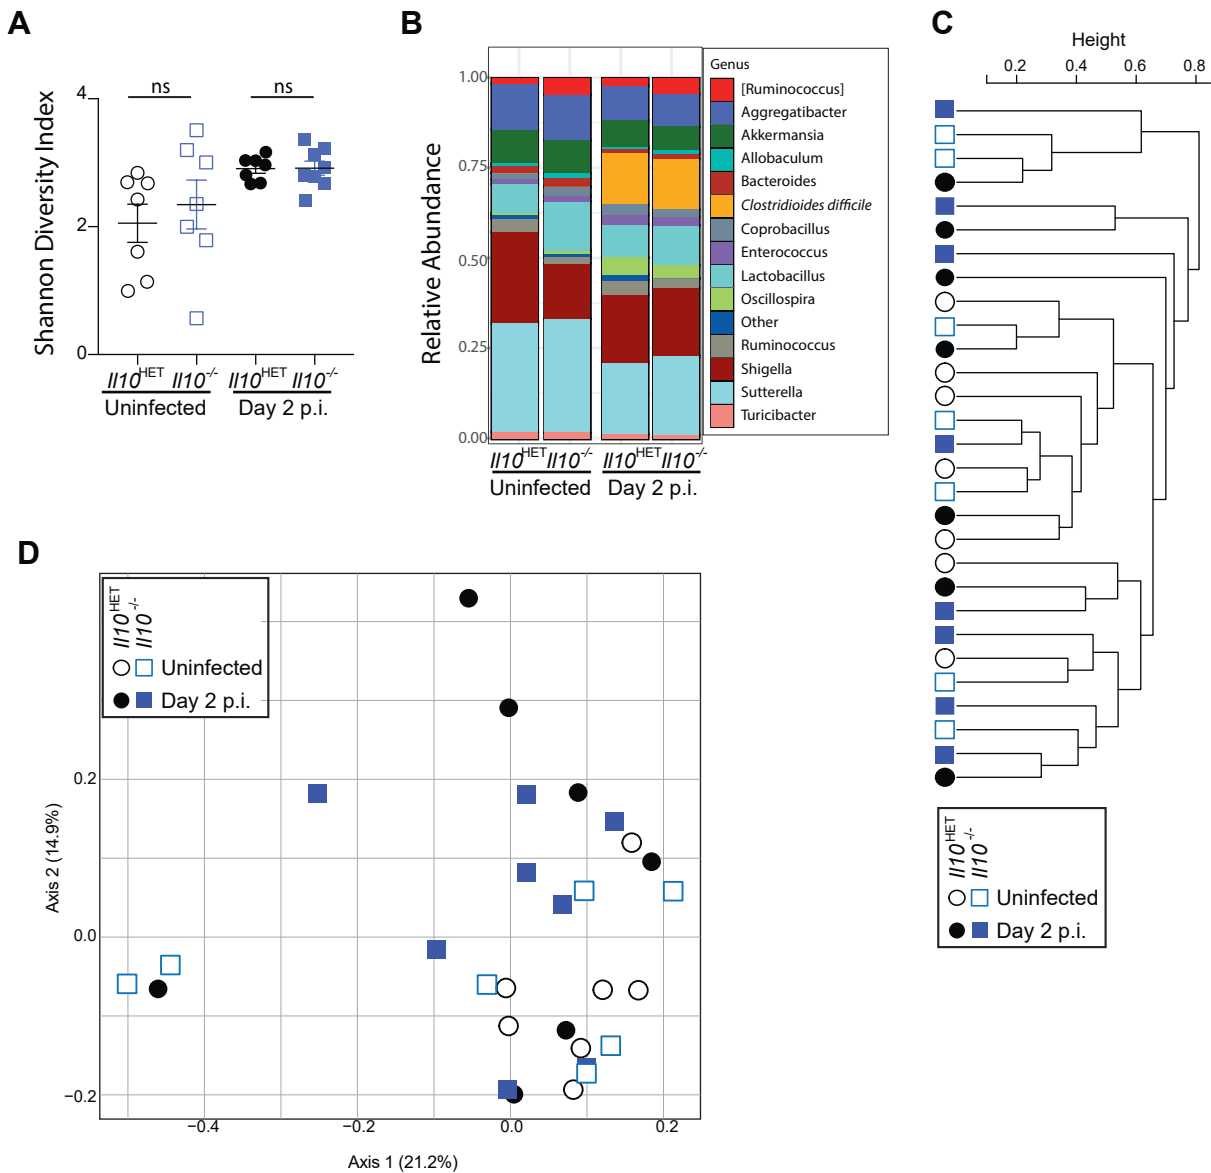 A
Shannon Diversity Index
4
2
0
ns
ns
Il10HET Il10-/- Il10HET Il10-/-
Uninfected Day 2 p.i.
B
Relative Abundance
1.00
0.75
0.50
0.25
0.00
Il10HET Il10-/- Il10HET Il10-/-
Uninfected Day 2 p.i.
Genus
[Ruminococcus]
Aggregatibacter
Akkermansia
Allobaculum
Bacteroides
Clostridioides difficile
Coprobacillus
Enterococcus
Lactobacillus
Oscillospira
Other
Ruminococcus
Shigella
Sutterella
Turicibacter
C
Height
0.2 0.4 0.6 0.8
Il10HET
Il10-/-
Uninfected
Day 2 p.i.
D
Il10HET
Il10-/-
Uninfected
Day 2 p.i.
Axis 2 (14.9%)
0.2
0.0
−0.2
−0.4 −0.2 0.0 0.2
Axis 1 (21.2%)